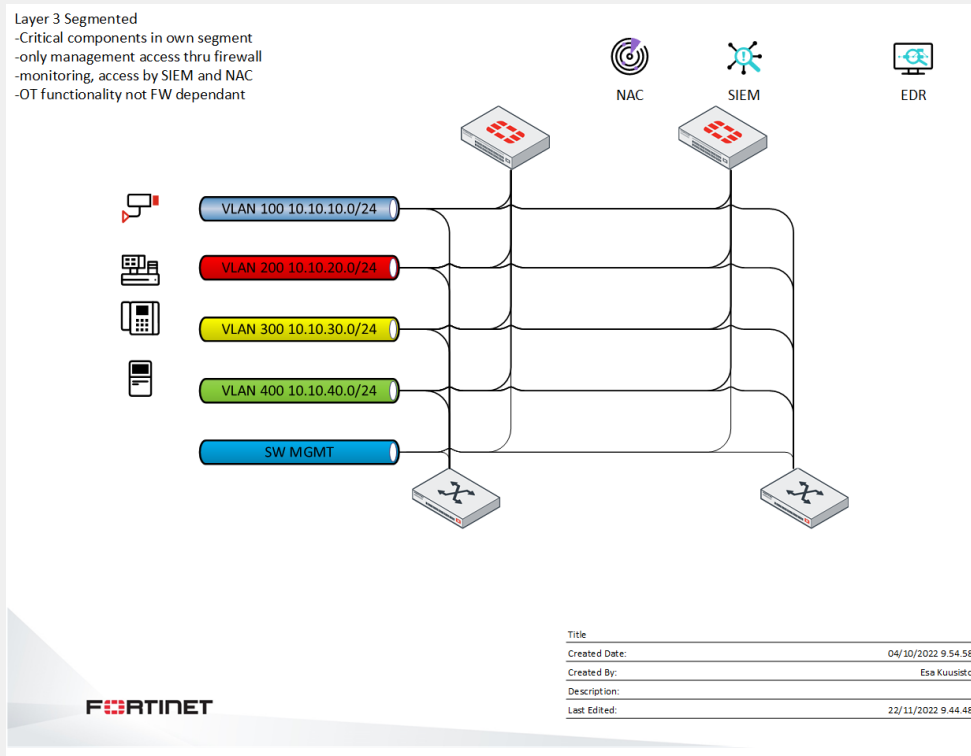 Layer 3 Segmented
-Critical components in own segment
-only management access thru firewall
-monitoring, access by SIEM and NAC
-OT functionality not FW dependant
NAC
SIEM
EDR
VLAN 100 10.10.10.0/24
VLAN 200 10.10.20.0/24
VLAN 300 10.10.30.0/24
VLAN 400 10.10.40.0/24
SW MGMT
Title
Created Date: 04/10/2022 9.54.58
Created By: Esa Kuusisto
Description:
Last Edited: 22/11/2022 9.44.48
FORTINET